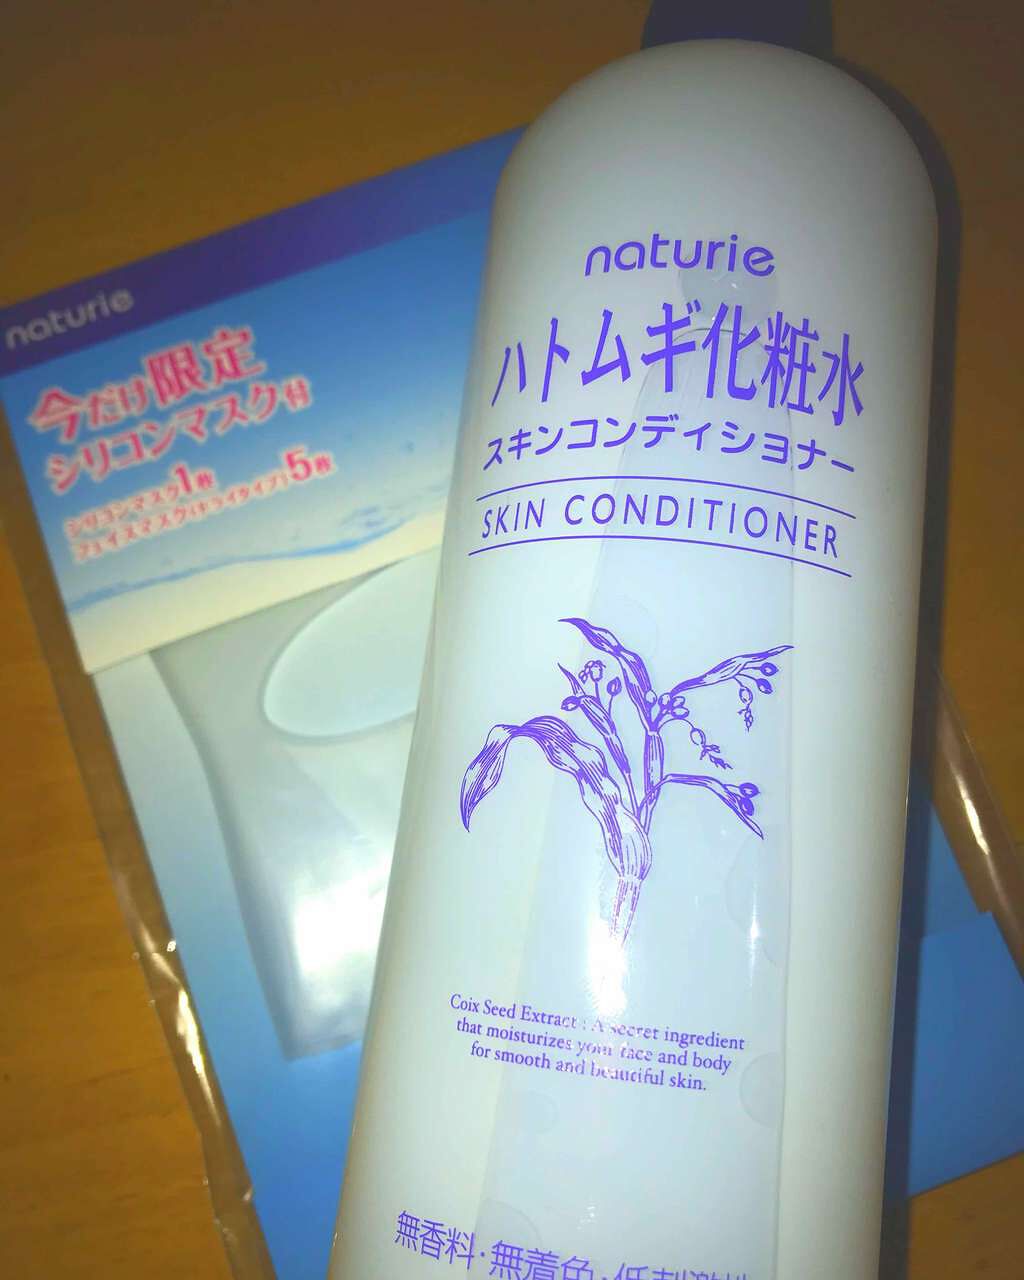 naturie
ハトムギ化粧水
スキンコンディショナー
SKIN CONDITIONER
Coix Seed Extract : A secret ingredient
that moisturizes your face and body
for smooth and beautiful skin.
無香料・無着色・低刺激性
naturie
今だけ限定
シリコンマスク付
シリコンマスク1枚
フェイスマスク(ドライタイプ)5枚